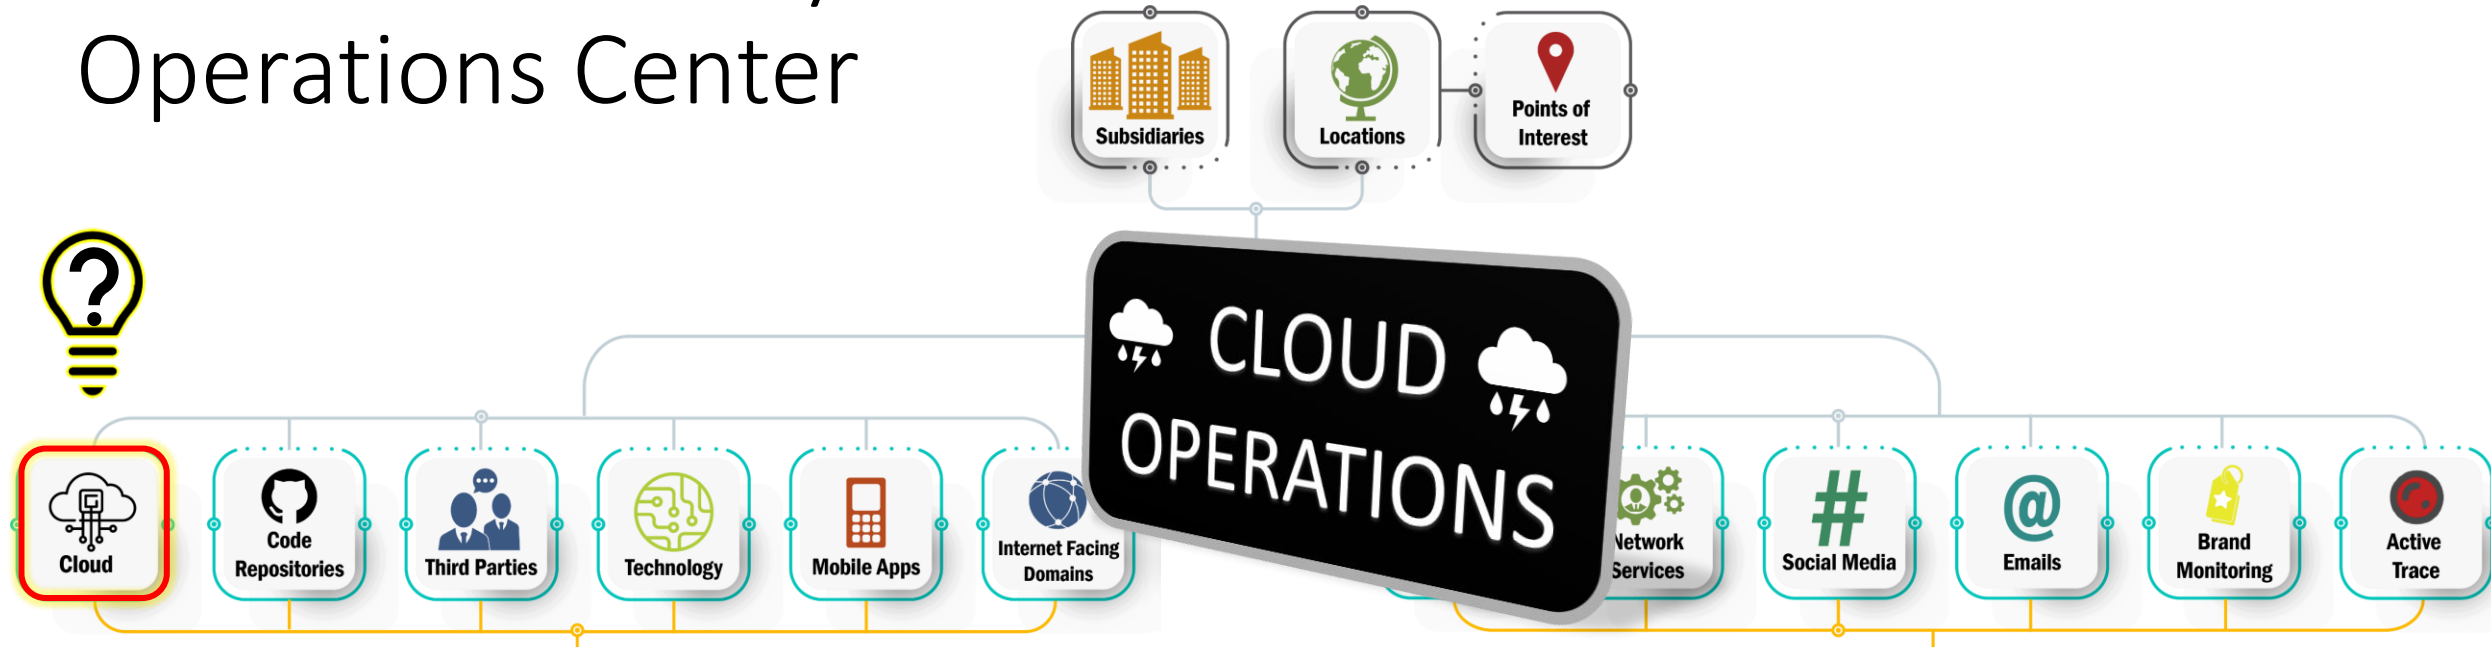 Operations Center
Subsidiaries
Locations
Points of
Interest
?
CLOUD
OPERATIONS
Cloud
Code
Repositories
Third Parties
Technology
Mobile Apps
Internet Facing
Domains
Network
Services
#
Social Media
@
Emails
Brand
Monitoring
Active
Trace